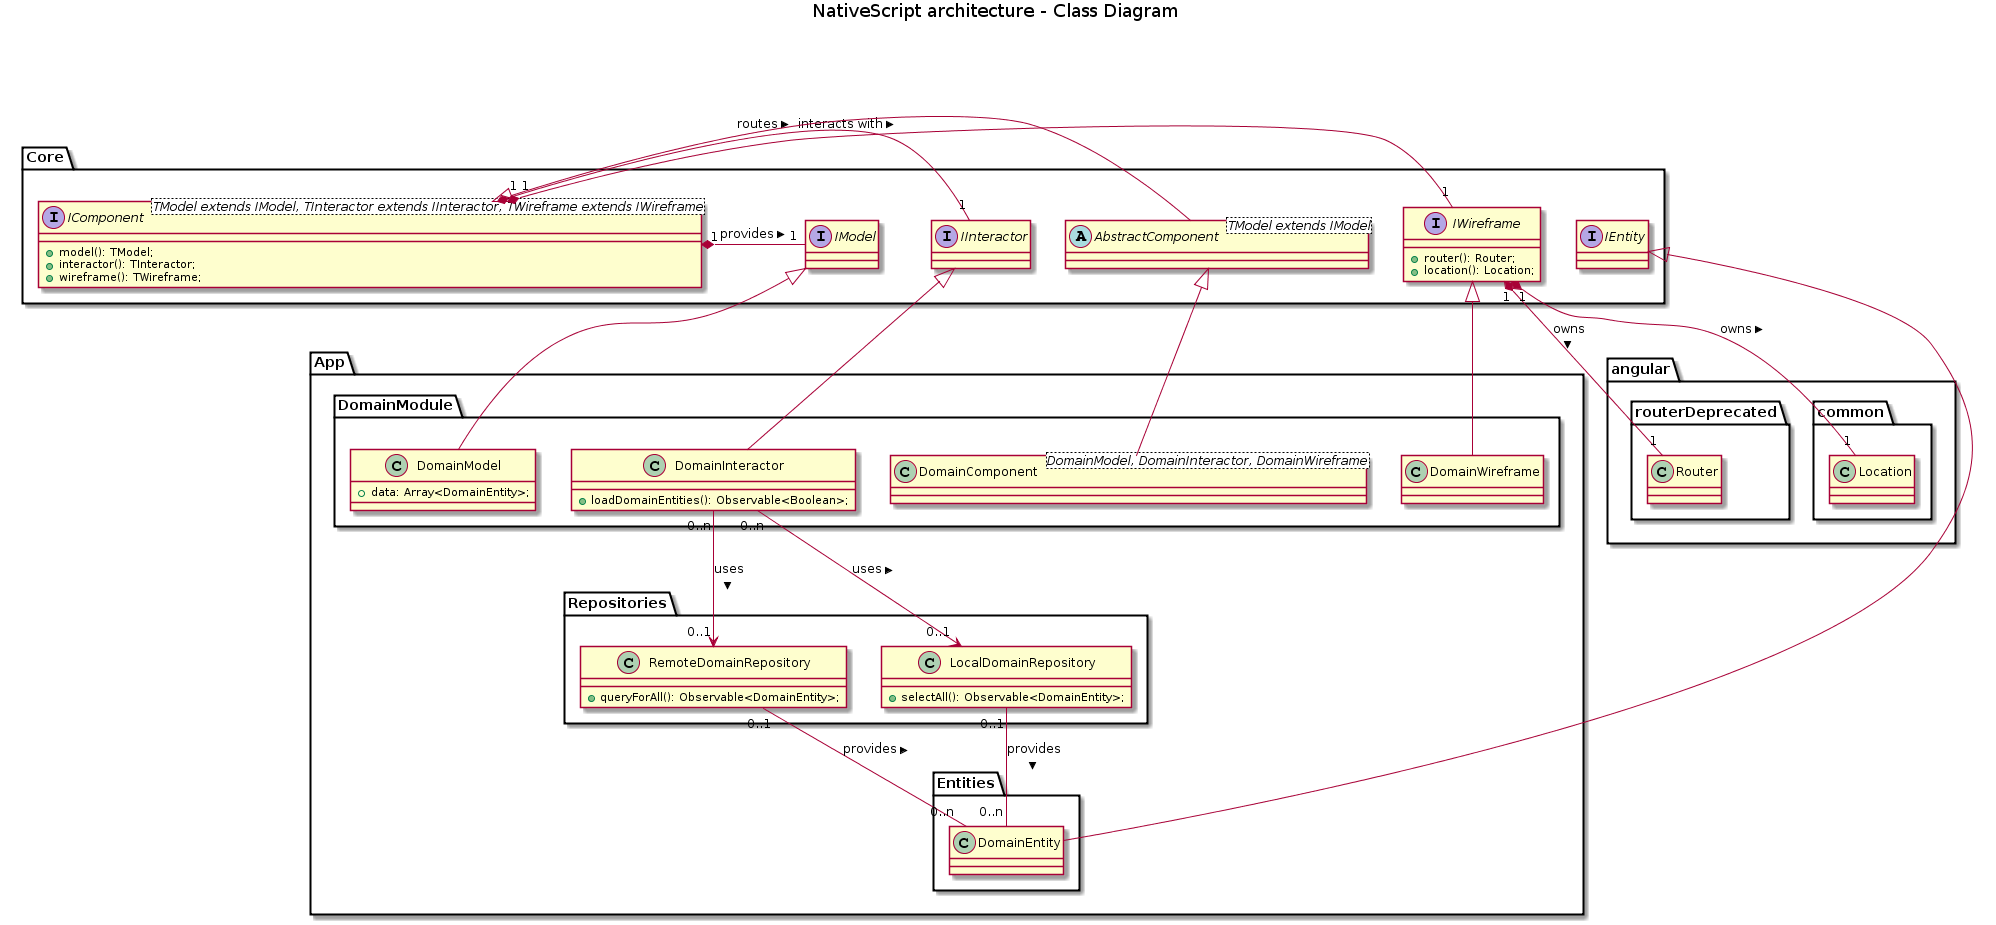 NativeScript architecture - Class Diagram
routes ▶ interacts with ▶
Core
1 1
1
1
IComponent
TModel extends IModel, TInteractor extends IInteractor, TWireframe extends IWireframe
model(): TModel;
interactor(): TInteractor;
wireframe(): TWireframe;
1 provides ▶ 1
I IModel
I IInteractor
A AbstractComponent
TModel extends IModel
I IWireframe
router(): Router;
location(): Location;
I IEntity
1 1
owns
▼
owns ▶
App
DomainModule
C DomainModel
data: Array<DomainEntity>;
C DomainInteractor
loadDomainEntities(): Observable<Boolean>;
C DomainComponent
DomainModel, DomainInteractor, DomainWireframe
C DomainWireframe
angular
routerDeprecated
1
C Router
common
1
C Location
0..n 0..n
uses
▼
uses ▶
Repositories
0..1
0..1
C RemoteDomainRepository
queryForAll(): Observable<DomainEntity>;
C LocalDomainRepository
selectAll(): Observable<DomainEntity>;
0..1
0..1
provides ▶
provides
▼
Entities
0..n 0..n
C DomainEntity